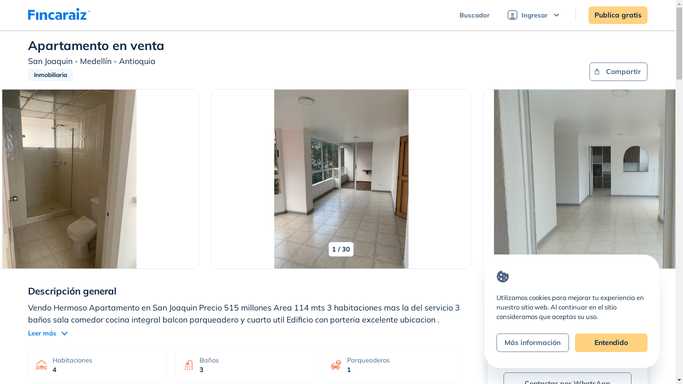 Fincaraiz
Buscador
Ingresar
Publica gratis
Apartamento en venta
San Joaquin - Medellín - Antioquia
Inmobiliaria
Compartir
1 / 30
Descripción general
Vendo Hermoso Apartamento en San Joaquin Precio 515 millones Area 114 mts 3 habitaciones mas la del servicio 3
baños sala comedor cocina integral balcon parqueadero y cuarto util Edificio con porteria excelente ubicacion .
Leer más
Habitaciones
4
Baños
3
Parqueaderos
1
Utilizamos cookies para mejorar tu experiencia en
nuestro sitio web. Al continuar en el sitio
consideramos que aceptas su uso.
Más información
Entendido
Contactar por WhatsApp